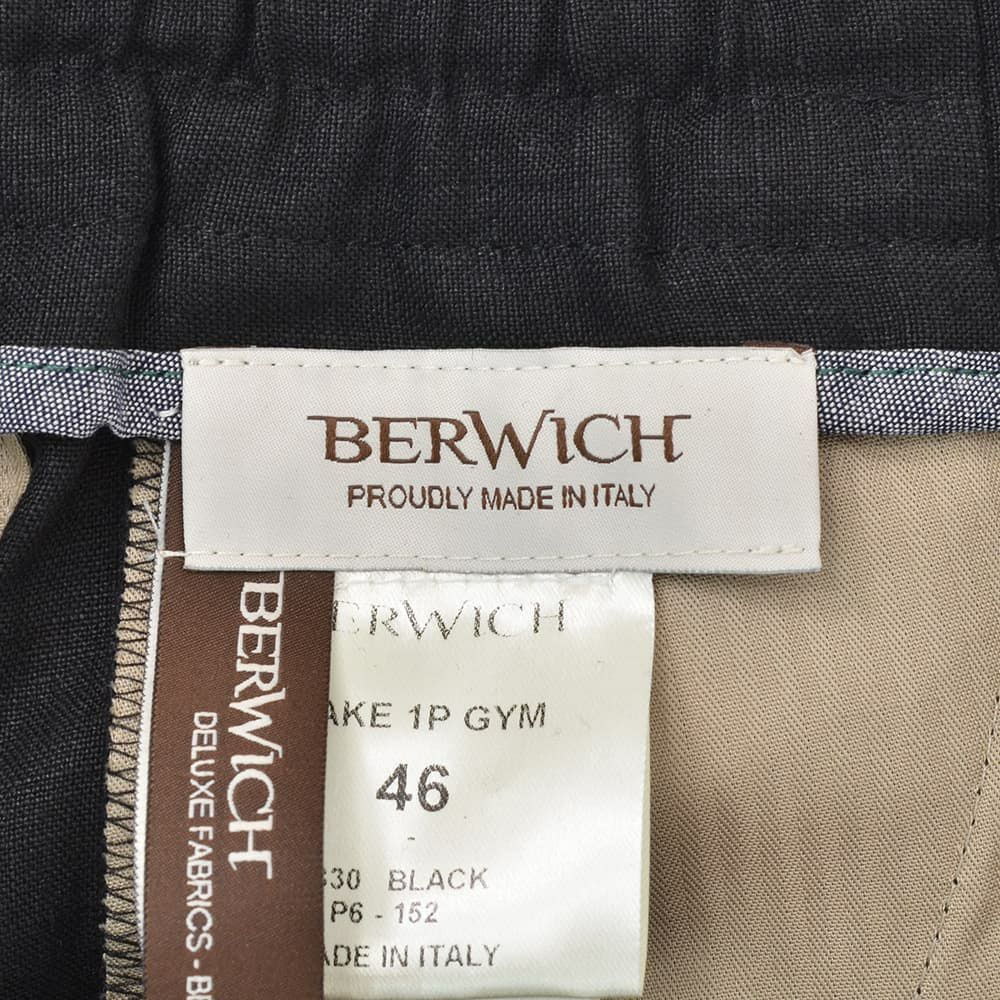 BERWICH
PROUDLY MADE IN ITALY
BERWICH
DELUXE FABRICS - B
ERWICH
AKE 1P GYM
46
-
30 BLACK
P6 - 152
ADE IN ITALY